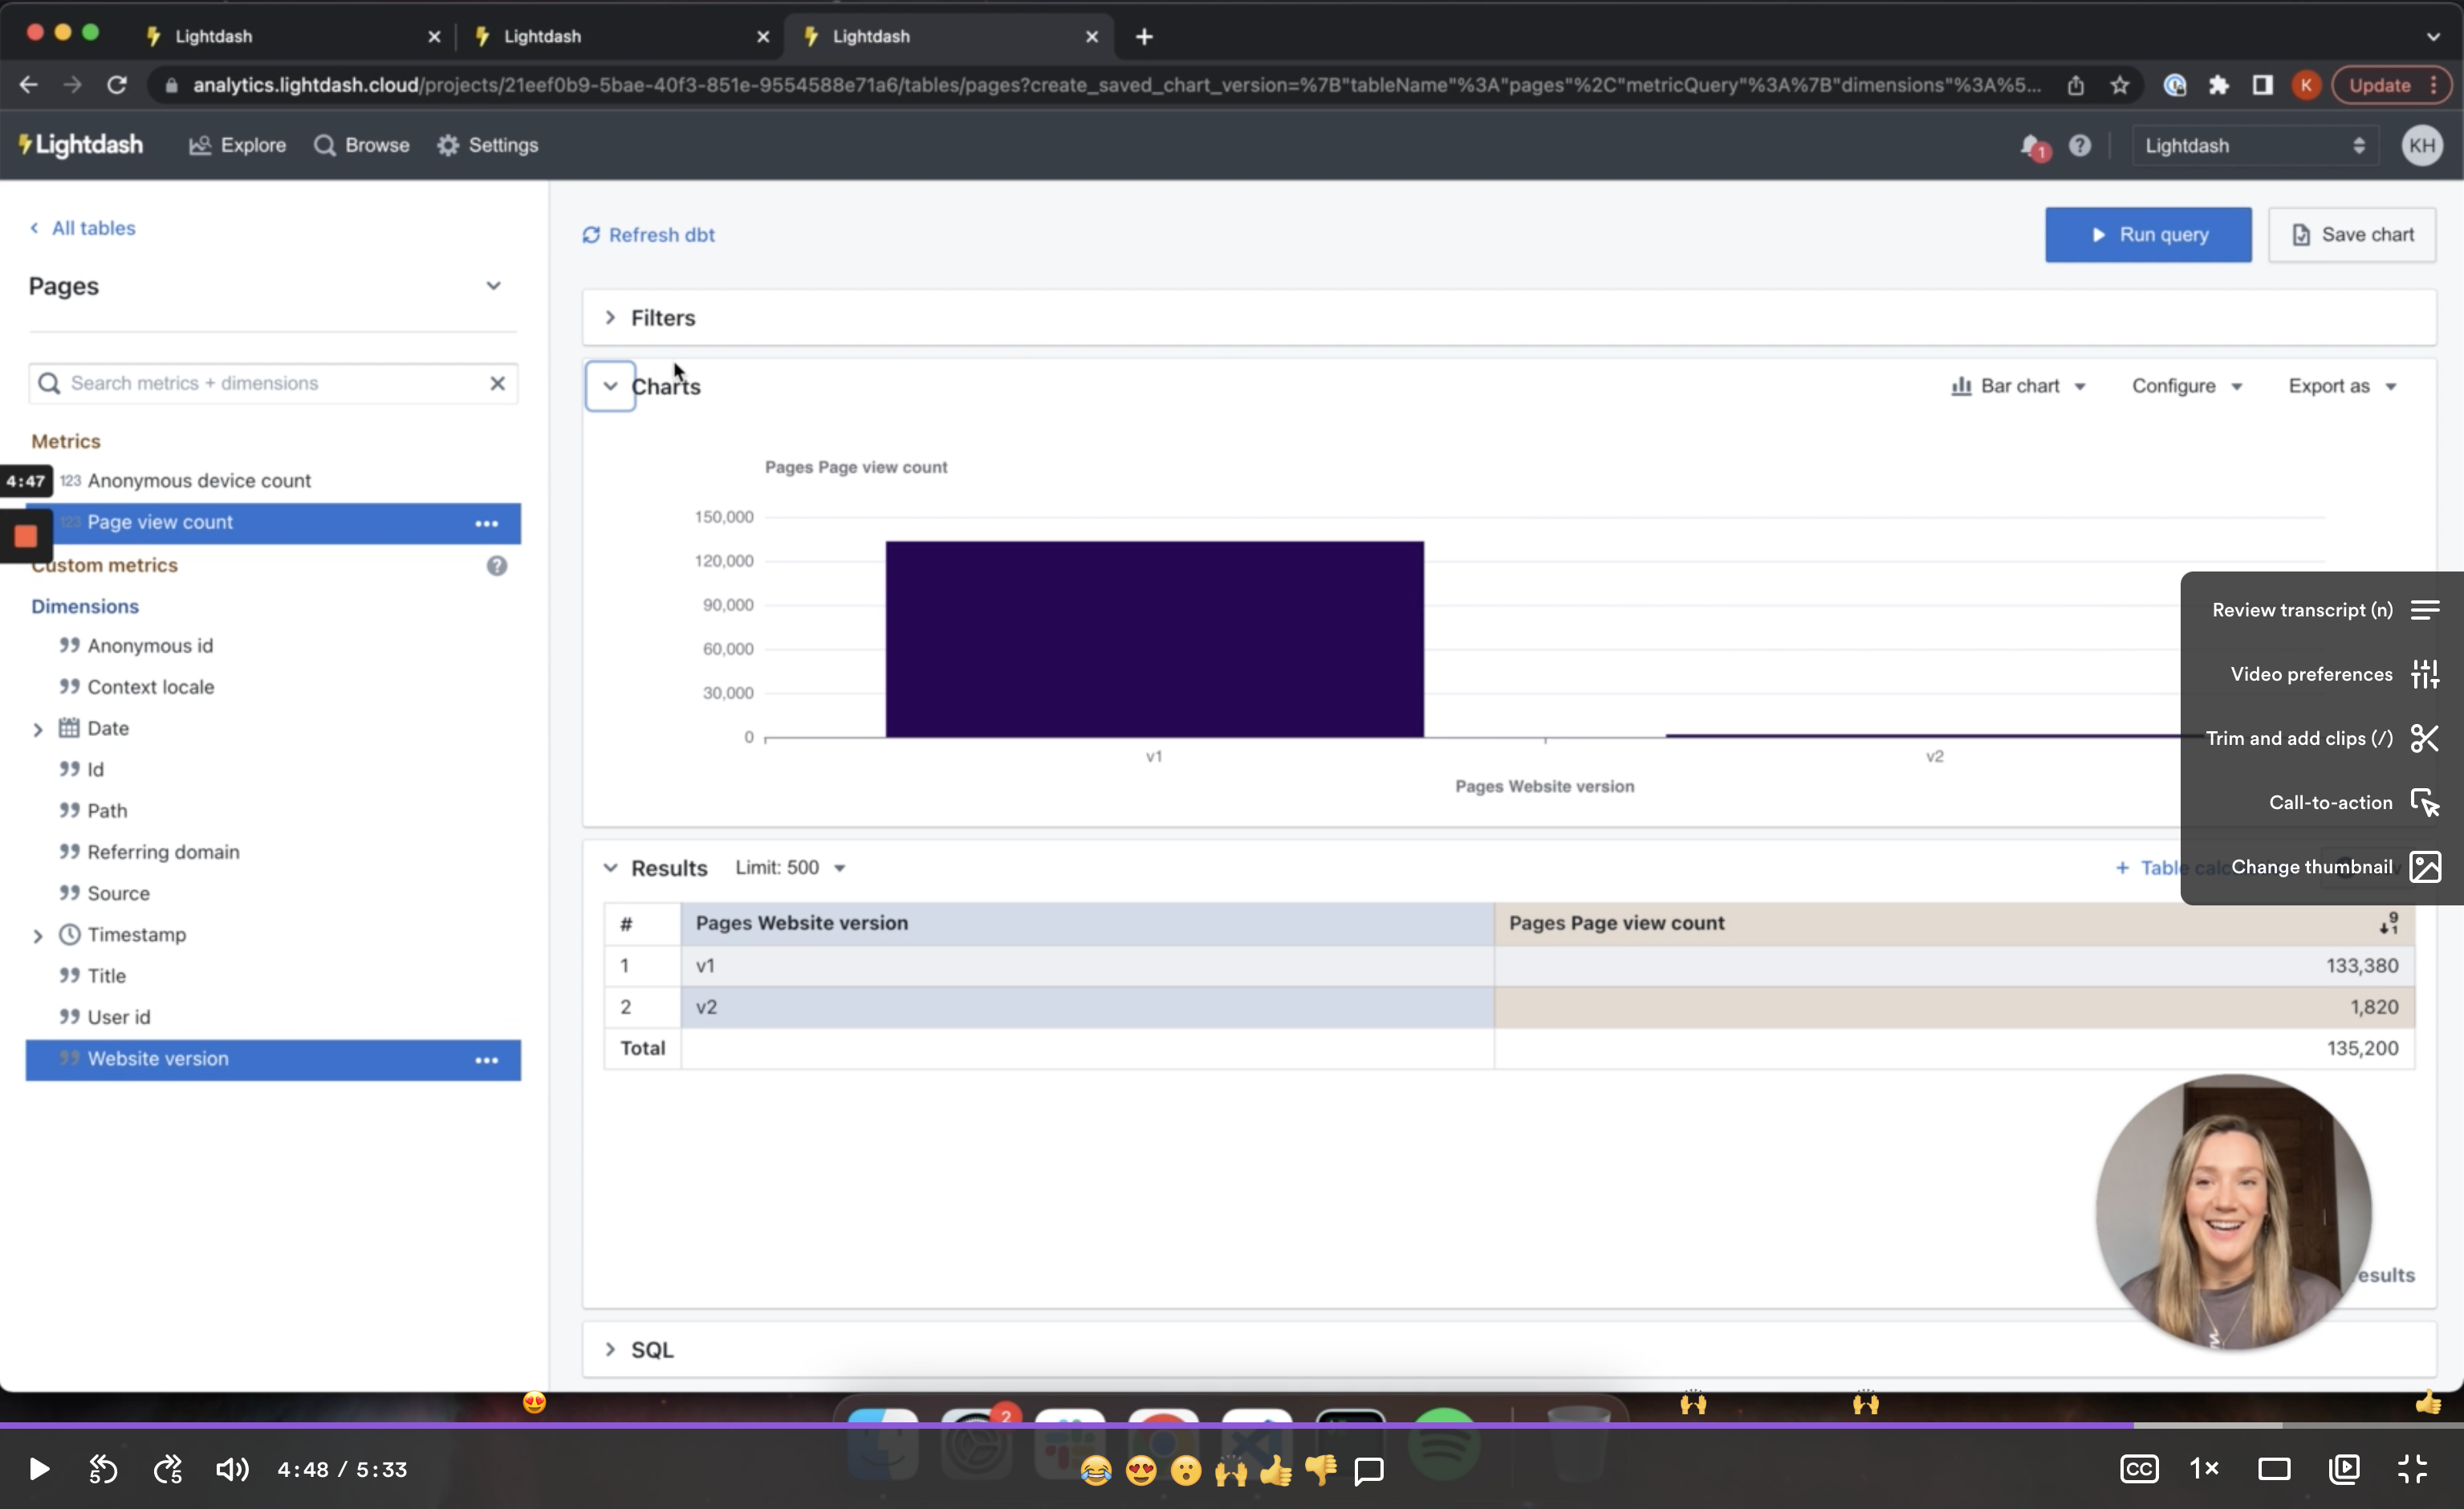 Lightdash
Lightdash
Lightdash
analytics.lightdash.cloud/projects/21eef0b9-5bae-40f3-851e-9554588e71a6/tables/pages?create_saved_chart_version=%7B"tableName"%3A"pages"%2C"metricQuery"%3A%7B"dimensions"%3A%5...
K
Update
Lightdash
Explore
Browse
Settings
1
?
Lightdash
KH
All tables
Pages
Search metrics + dimensions
Metrics
4:47
123 Anonymous device count
123 Page view count
Custom metrics
?
Dimensions
Anonymous id
Context locale
Date
Id
Path
Referring domain
Source
Timestamp
Title
User id
Website version
Refresh dbt
Run query
Save chart
Filters
Charts
Bar chart
Configure
Export as
Pages Page view count
150,000
120,000
90,000
60,000
30,000
0
v1
v2
Pages Website version
Review transcript (n)
Video preferences
Trim and add clips (/)
Call-to-action
Change thumbnail
Results
Limit: 500
+ Table
# Pages Website version Pages Page view count
1 v1 133,380
2 v2 1,820
Total 135,200
esults
SQL
2
5
5
4:48 / 5:33
CC
1×